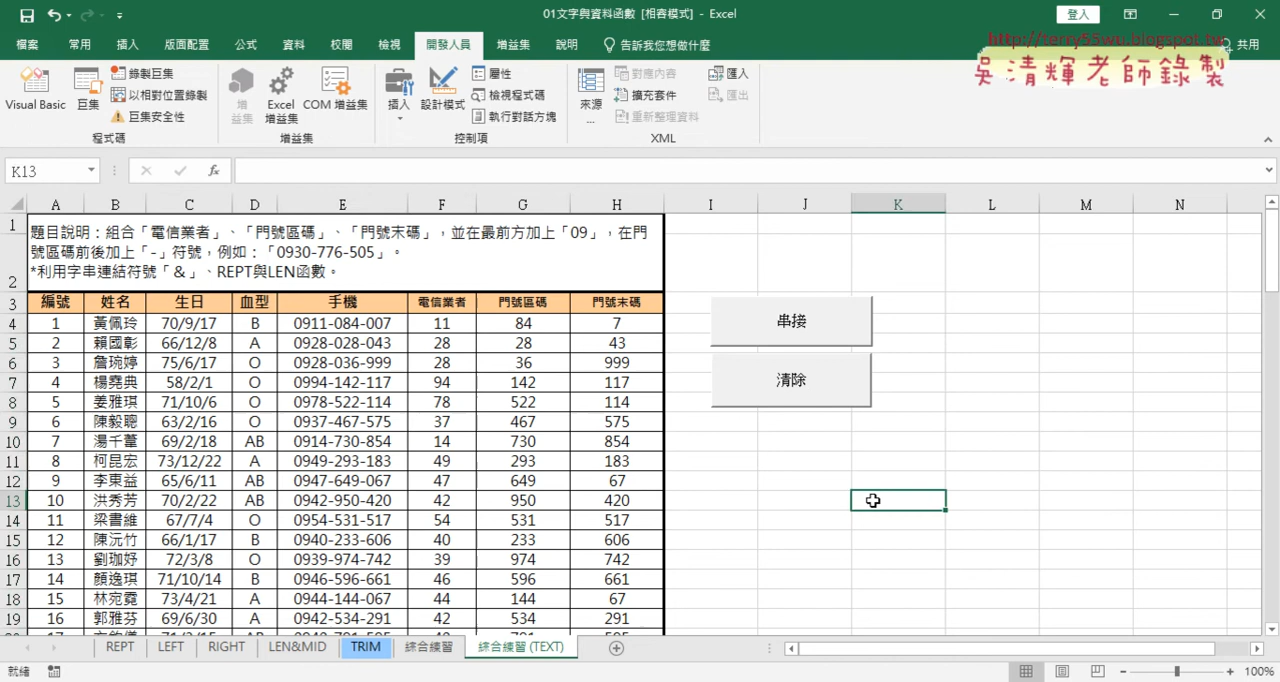 01文字與資料函數 [相容模式] - Excel
登入
http://terry55wu.blogspot.tw
吳清輝老師錄製
檔案 常用 插入 版面配置 公式 資料 校閱 檢視 開發人員 增益集 說明 告訴我您想做什麼 共用
Visual Basic 巨集 錄製巨集 以相對位置錄製 巨集安全性 程式碼
增益集 Excel 增益集 COM 增益集 增益集
插入 設計模式 屬性 檢視程式碼 執行對話方塊 控制項
來源... 對應內容 擴充套件 重新整理資料 匯入 匯出 XML
K13 fx
A B C D E F G H I J K L M N
1 題目說明:組合「電信業者」、「門號區碼」、「門號末碼」,並在最前方加上「09」,在門
號區碼前後加上「-」符號,例如:「0930-776-505」。
2 *利用字串連結符號「&」、REPT與LEN函數。
3 編號 姓名 生日 血型 手機 電信業者 門號區碼 門號末碼
4 1 黃佩玲 70/9/17 B 0911-084-007 11 84 7
5 2 賴國彰 66/12/8 A 0928-028-043 28 28 43
6 3 詹琬婷 75/6/17 O 0928-036-999 28 36 999
7 4 楊堯典 58/2/1 O 0994-142-117 94 142 117
8 5 姜雅琪 71/10/6 O 0978-522-114 78 522 114
9 6 陳毅聰 63/2/16 O 0937-467-575 37 467 575
10 7 湯千葦 69/2/18 AB 0914-730-854 14 730 854
11 8 柯昆宏 73/12/22 A 0949-293-183 49 293 183
12 9 李東益 65/6/11 AB 0947-649-067 47 649 67
13 10 洪秀芳 70/2/22 AB 0942-950-420 42 950 420
14 11 梁書維 67/7/4 O 0954-531-517 54 531 517
15 12 陳沅竹 66/1/17 B 0940-233-606 40 233 606
16 13 劉珈妤 72/3/8 O 0939-974-742 39 974 742
17 14 顏逸琪 71/10/14 B 0946-596-661 46 596 661
18 15 林宛霓 73/4/21 A 0944-144-067 44 144 67
19 16 郭雅芬 69/6/30 A 0942-534-291 42 534 291
串接
清除
REPT LEFT RIGHT LEN&MID TRIM 綜合練習 綜合練習 (TEXT)
就緒 100%